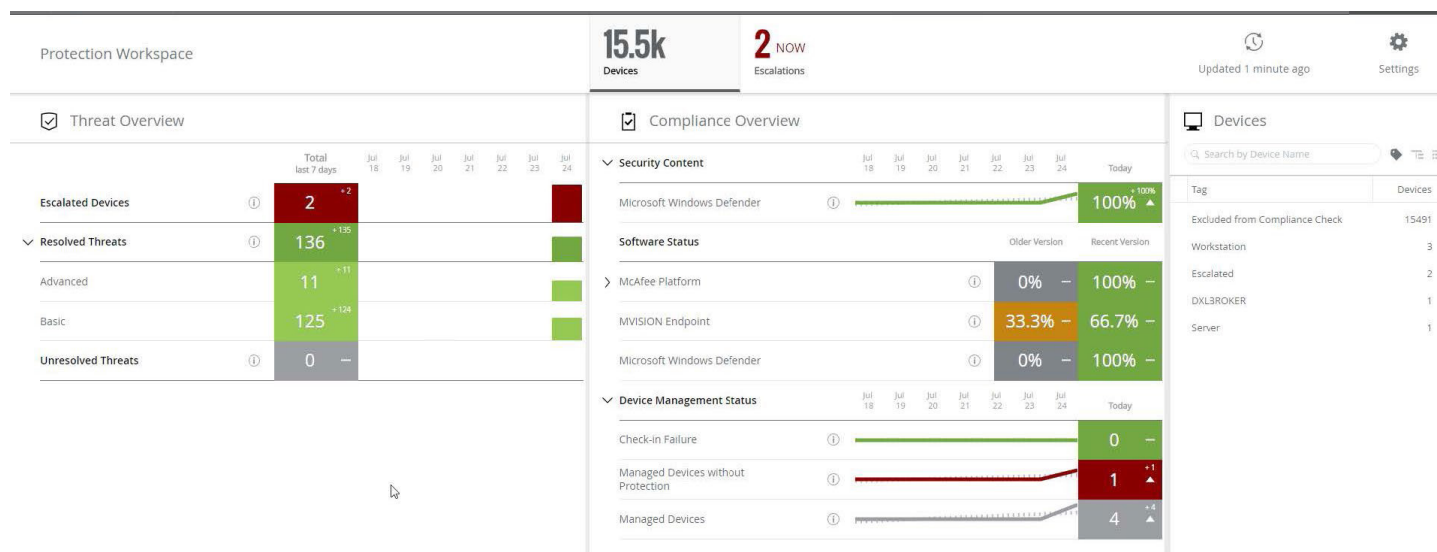 Protection Workspace
15.5k
Devices
2 NOW
Escalations
Updated 1 minute ago
Settings
Threat Overview
Total
last 7 days
Jul 18
Jul 19
Jul 20
Jul 21
Jul 22
Jul 23
Jul 24
Escalated Devices
2 +2
Resolved Threats
136 +135
Advanced
11 +11
Basic
125 +124
Unresolved Threats
0 –
Compliance Overview
Security Content
Jul 18
Jul 19
Jul 20
Jul 21
Jul 22
Jul 23
Jul 24
Today
Microsoft Windows Defender
100% +100%
Software Status
Older Version
Recent Version
McAfee Platform
0% –
100% –
MVISION Endpoint
33.3% –
66.7% –
Microsoft Windows Defender
0% –
100% –
Device Management Status
Jul 18
Jul 19
Jul 20
Jul 21
Jul 22
Jul 23
Jul 24
Today
Check-in Failure
0 –
Managed Devices without
Protection
1 +1
Managed Devices
4 +4
Devices
Search by Device Name
Tag
Devices
Excluded from Compliance Check 15491
Workstation 3
Escalated 2
DXL3ROKER 1
Server 1